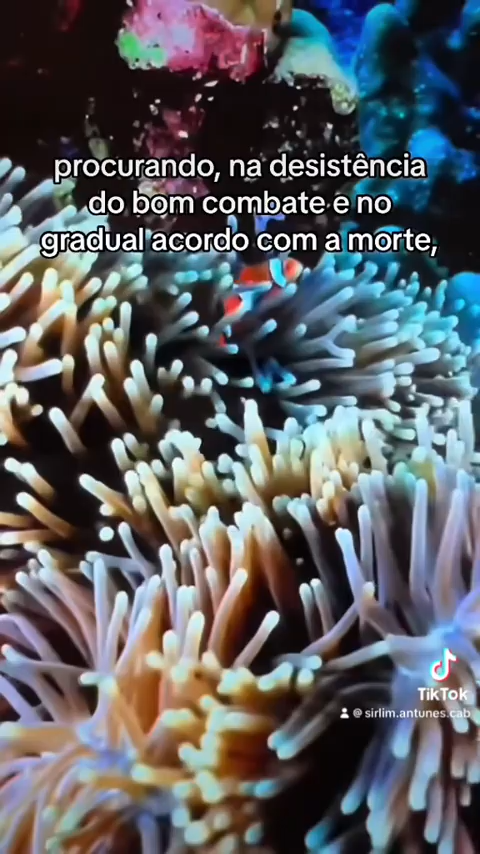 procurando, na desistência
do bom combate e no
gradual acordo com a morte,
TikTok
@ sirlim.antunes.cab